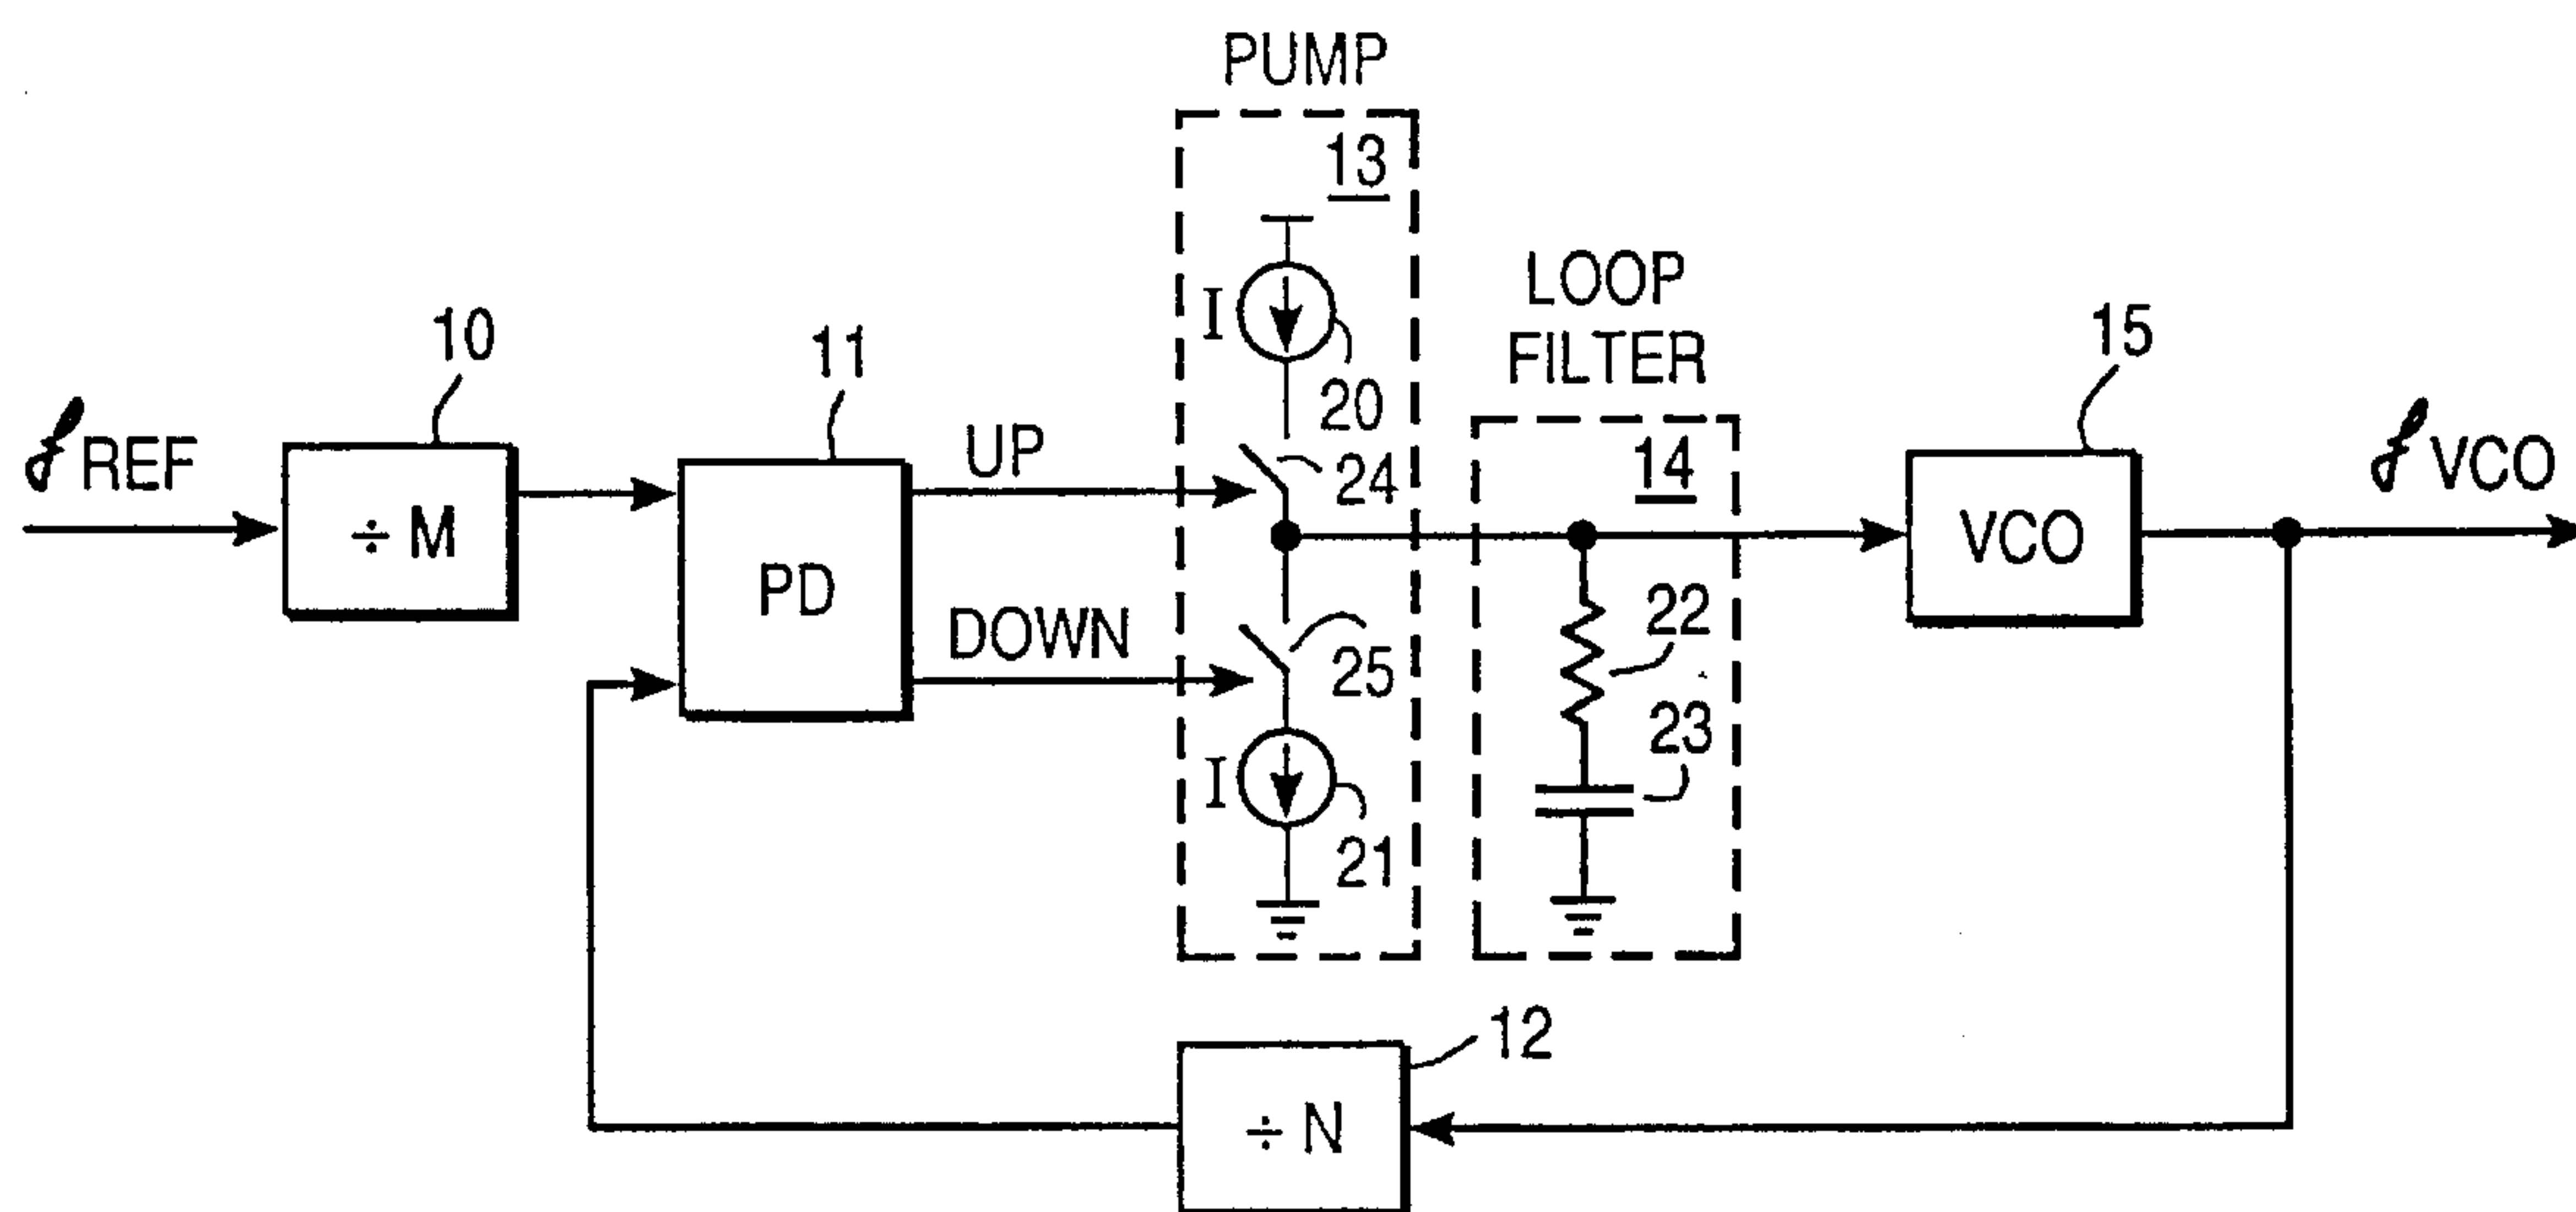 PUMP
13
I
20
24
LOOP
FILTER
14
10
11
15
fREF
÷ M
PD
UP
DOWN
25
22
23
VCO
fVCO
I
21
12
÷ N